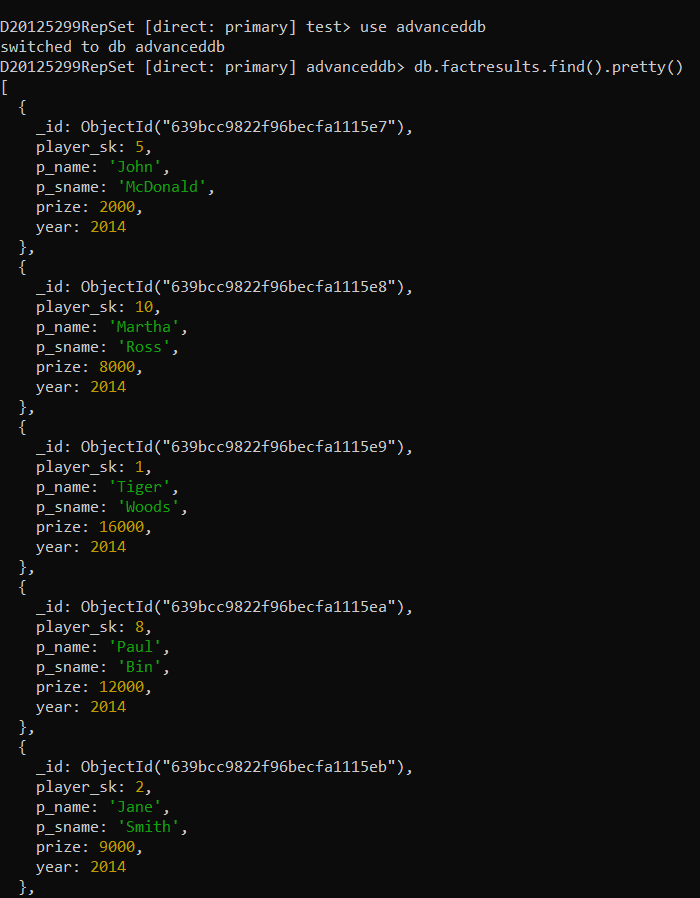 D20125299RepSet [direct: primary] test> use advanceddb
switched to db advanceddb
D20125299RepSet [direct: primary] advanceddb> db.factresults.find().pretty()
[
  {
    _id: ObjectId("639bcc9822f96becfa1115e7"),
    player_sk: 5,
    p_name: 'John',
    p_sname: 'McDonald',
    prize: 2000,
    year: 2014
  },
  {
    _id: ObjectId("639bcc9822f96becfa1115e8"),
    player_sk: 10,
    p_name: 'Martha',
    p_sname: 'Ross',
    prize: 8000,
    year: 2014
  },
  {
    _id: ObjectId("639bcc9822f96becfa1115e9"),
    player_sk: 1,
    p_name: 'Tiger',
    p_sname: 'Woods',
    prize: 16000,
    year: 2014
  },
  {
    _id: ObjectId("639bcc9822f96becfa1115ea"),
    player_sk: 8,
    p_name: 'Paul',
    p_sname: 'Bin',
    prize: 12000,
    year: 2014
  },
  {
    _id: ObjectId("639bcc9822f96becfa1115eb"),
    player_sk: 2,
    p_name: 'Jane',
    p_sname: 'Smith',
    prize: 9000,
    year: 2014
  },